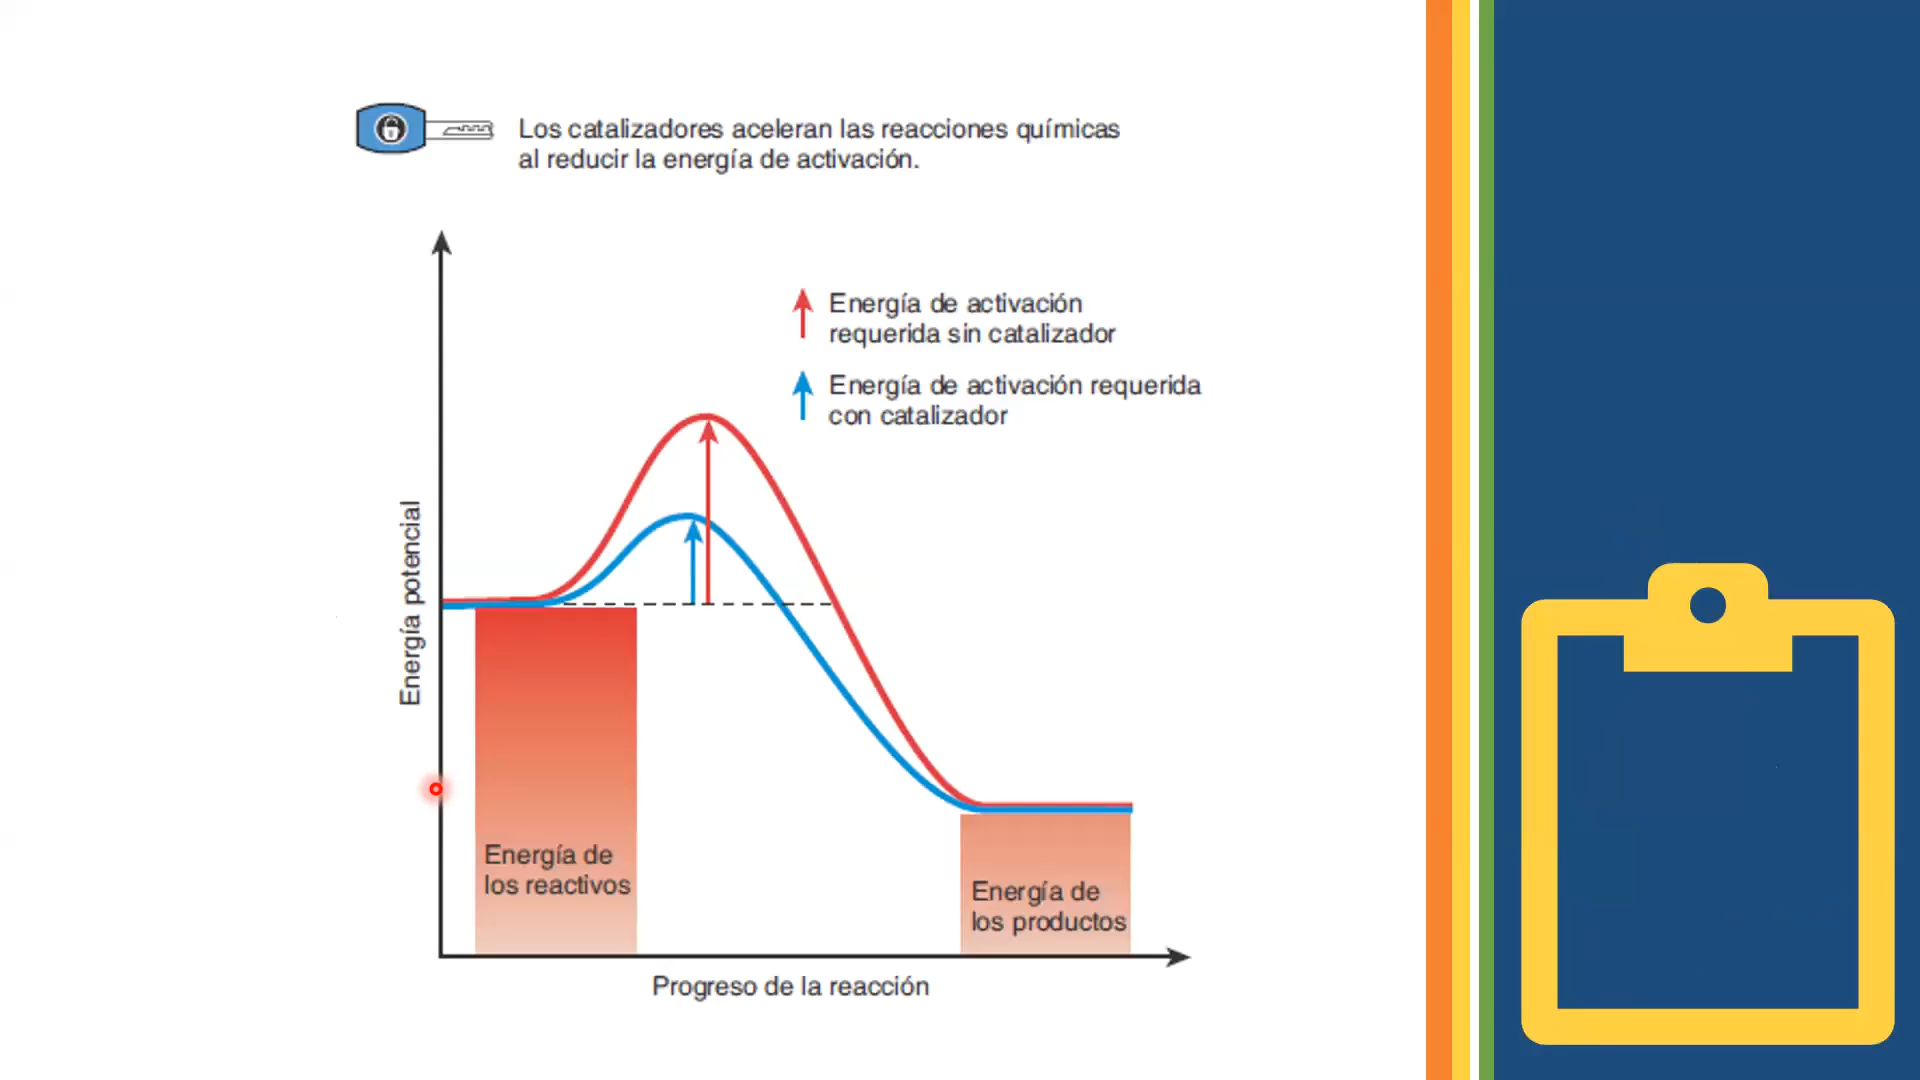 Los catalizadores aceleran las reacciones químicas
al reducir la energía de activación.
Energía de activación
requerida sin catalizador
Energía de activación requerida
con catalizador
Energía potencial
Energía de
los reactivos
Energía de
los productos
Progreso de la reacción